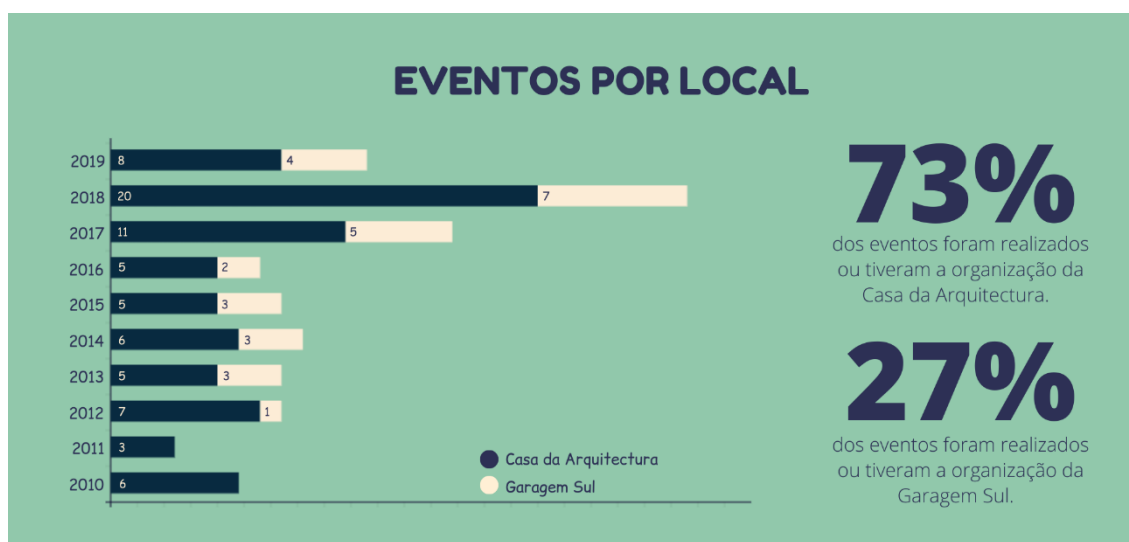 EVENTOS POR LOCAL
2019 8 4
2018 20 7
2017 11 5
2016 5 2
2015 5 3
2014 6 3
2013 5 3
2012 7 1
2011 3
2010 6
Casa da Arquitectura
Garagem Sul
73%
dos eventos foram realizados
ou tiveram a organização da
Casa da Arquitectura.
27%
dos eventos foram realizados
ou tiveram a organização da
Garagem Sul.